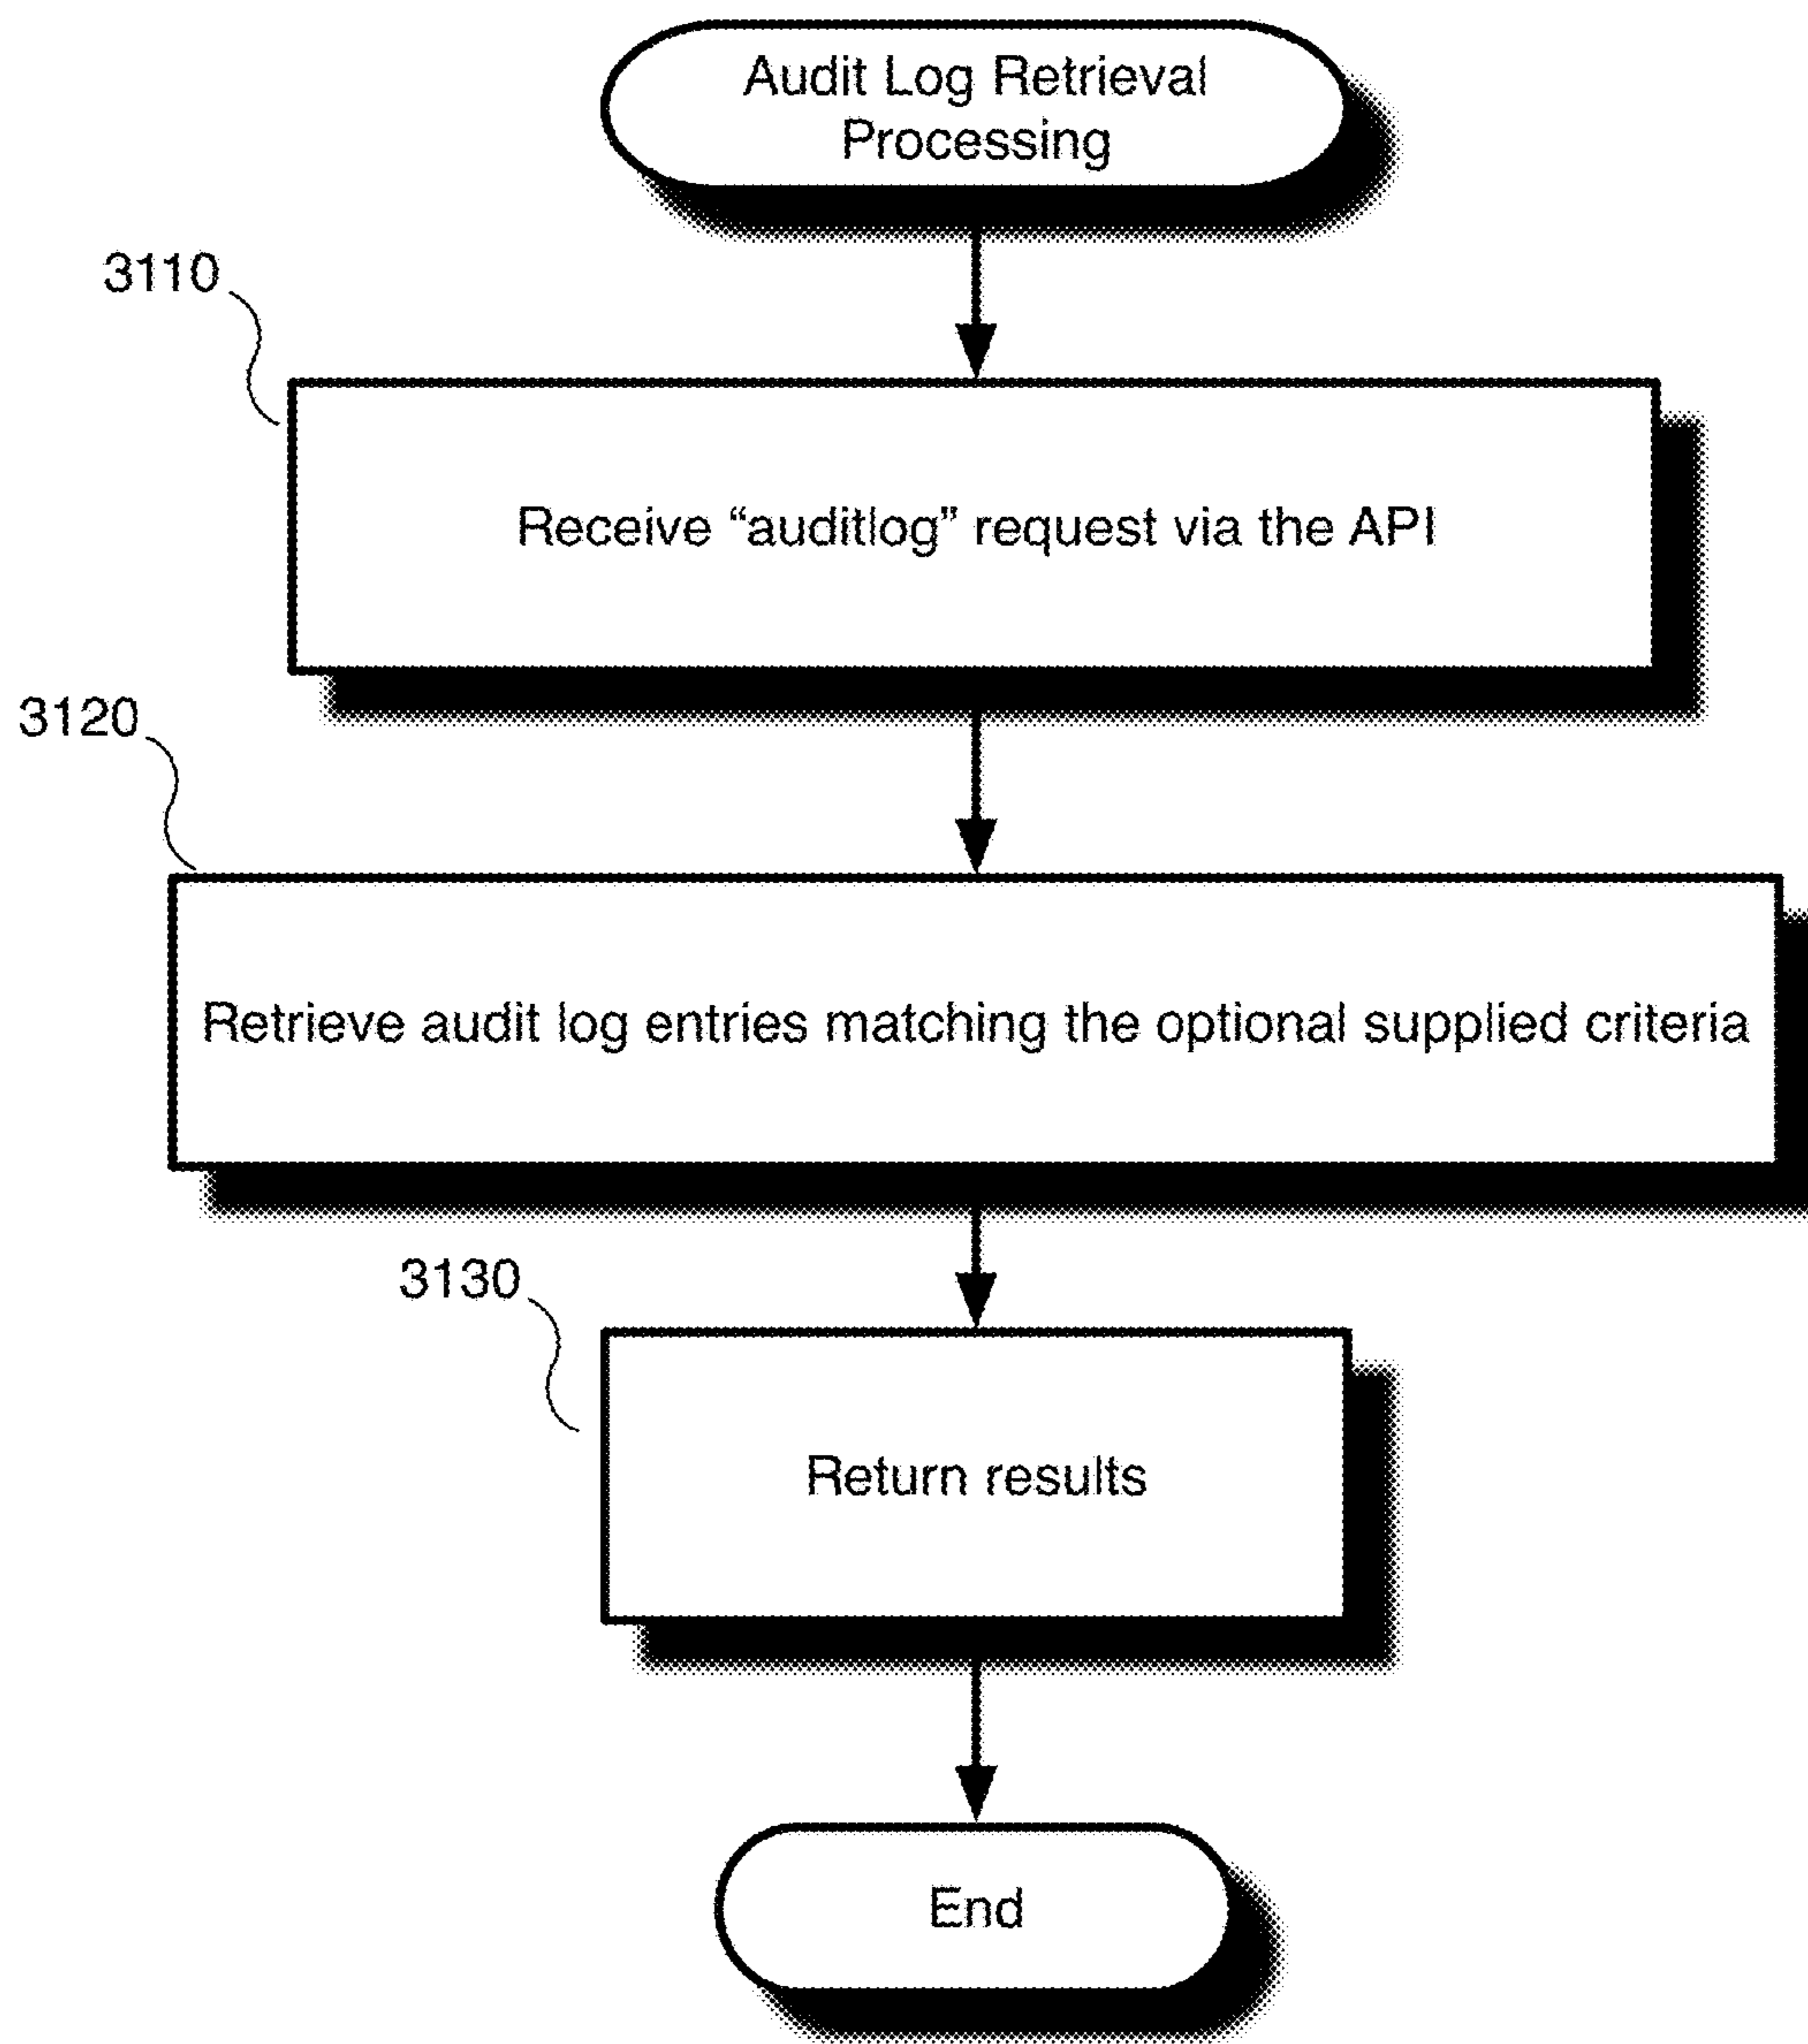 Audit Log Retrieval
Processing
3110
Receive “auditlog” request via the API
3120
Retrieve audit log entries matching the optional supplied criteria
3130
Return results
End